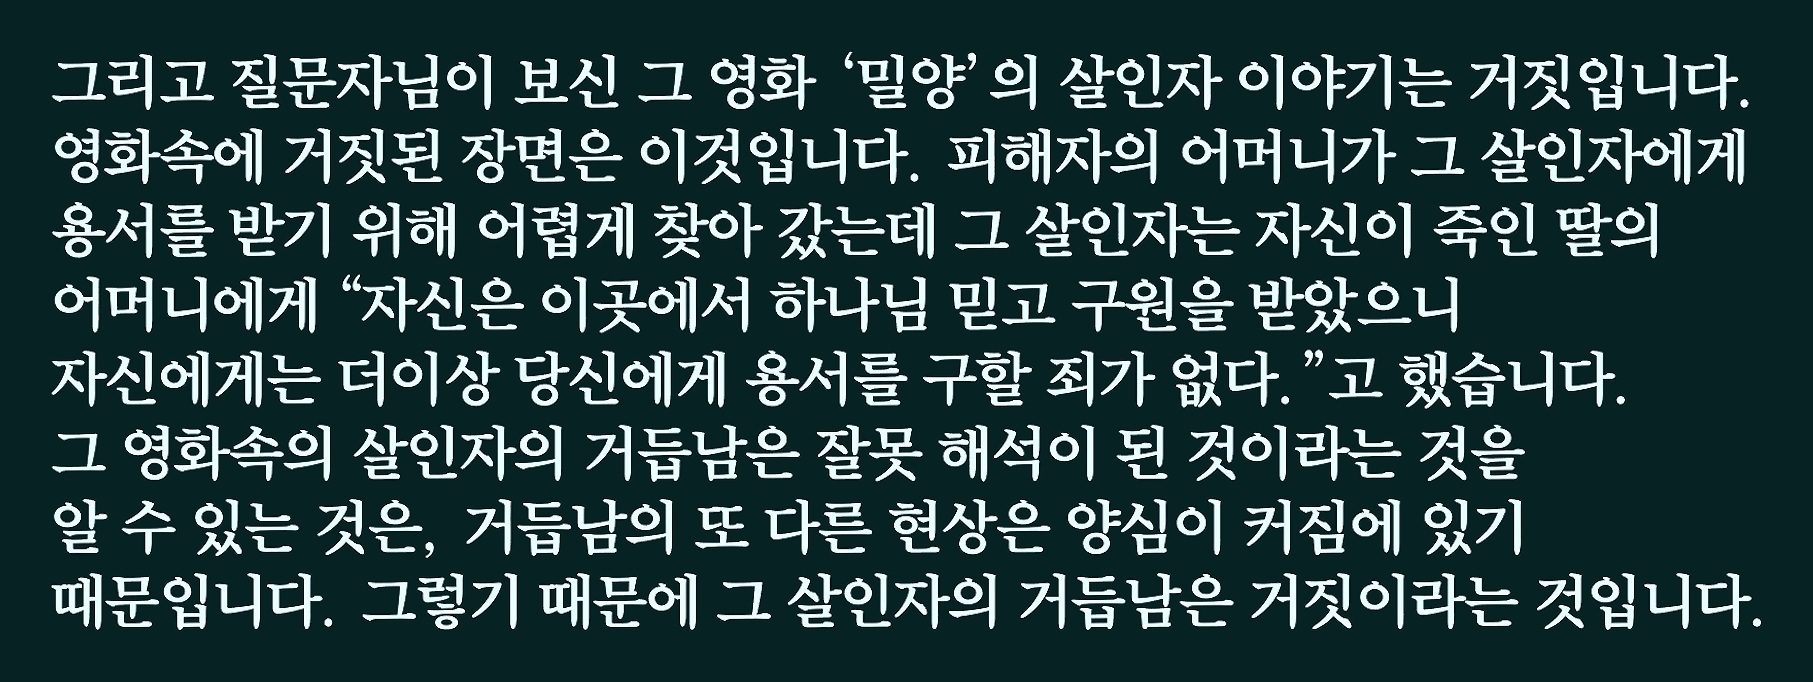 그리고 질문자님이 보신 그 영화 ‘밀양’의 살인자 이야기는 거짓입니다.
영화속에 거짓된 장면은 이것입니다. 피해자의 어머니가 그 살인자에게
용서를 받기 위해 어렵게 찾아 갔는데 그 살인자는 자신이 죽인 딸의
어머니에게 “자신은 이곳에서 하나님 믿고 구원을 받았으니
자신에게는 더이상 당신에게 용서를 구할 죄가 없다.”고 했습니다.
그 영화속의 살인자의 거듭남은 잘못 해석이 된 것이라는 것을
알 수 있는 것은, 거듭남의 또 다른 현상은 양심이 커짐에 있기
때문입니다. 그렇기 때문에 그 살인자의 거듭남은 거짓이라는 것입니다.